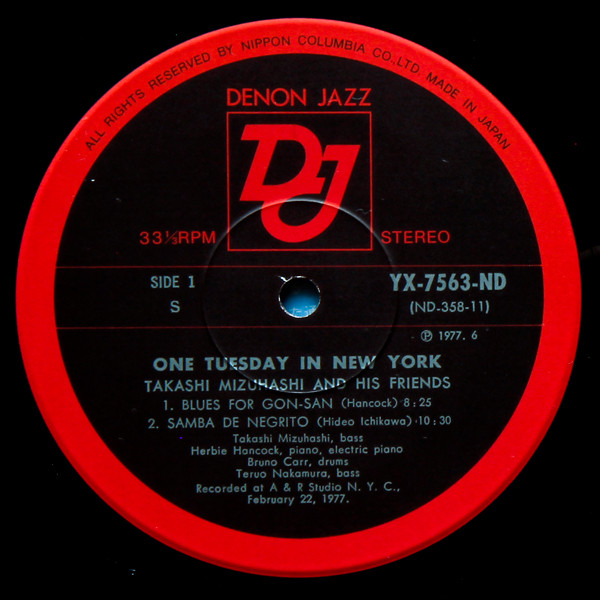 ALL RIGHTS RESERVED BY NIPPON COLUMBIA CO., LTD. MADE IN JAPAN
DENON JAZZ
DJ
33⅓RPM STEREO
SIDE 1 YX-7563-ND
S (ND-358-11)
Ⓟ 1977. 6
ONE TUESDAY IN NEW YORK
TAKASHI MIZUHASHI AND HIS FRIENDS
1. BLUES FOR GON-SAN (Hancock) 8:25
2. SAMBA DE NEGRITO (Hideo Ichikawa) 10:30
Takashi Mizuhashi, bass
Herbie Hancock, piano, electric piano
Bruno Carr, drums
Teruo Nakamura, bass
Recorded at A & R Studio N. Y. C.,
February 22, 1977.